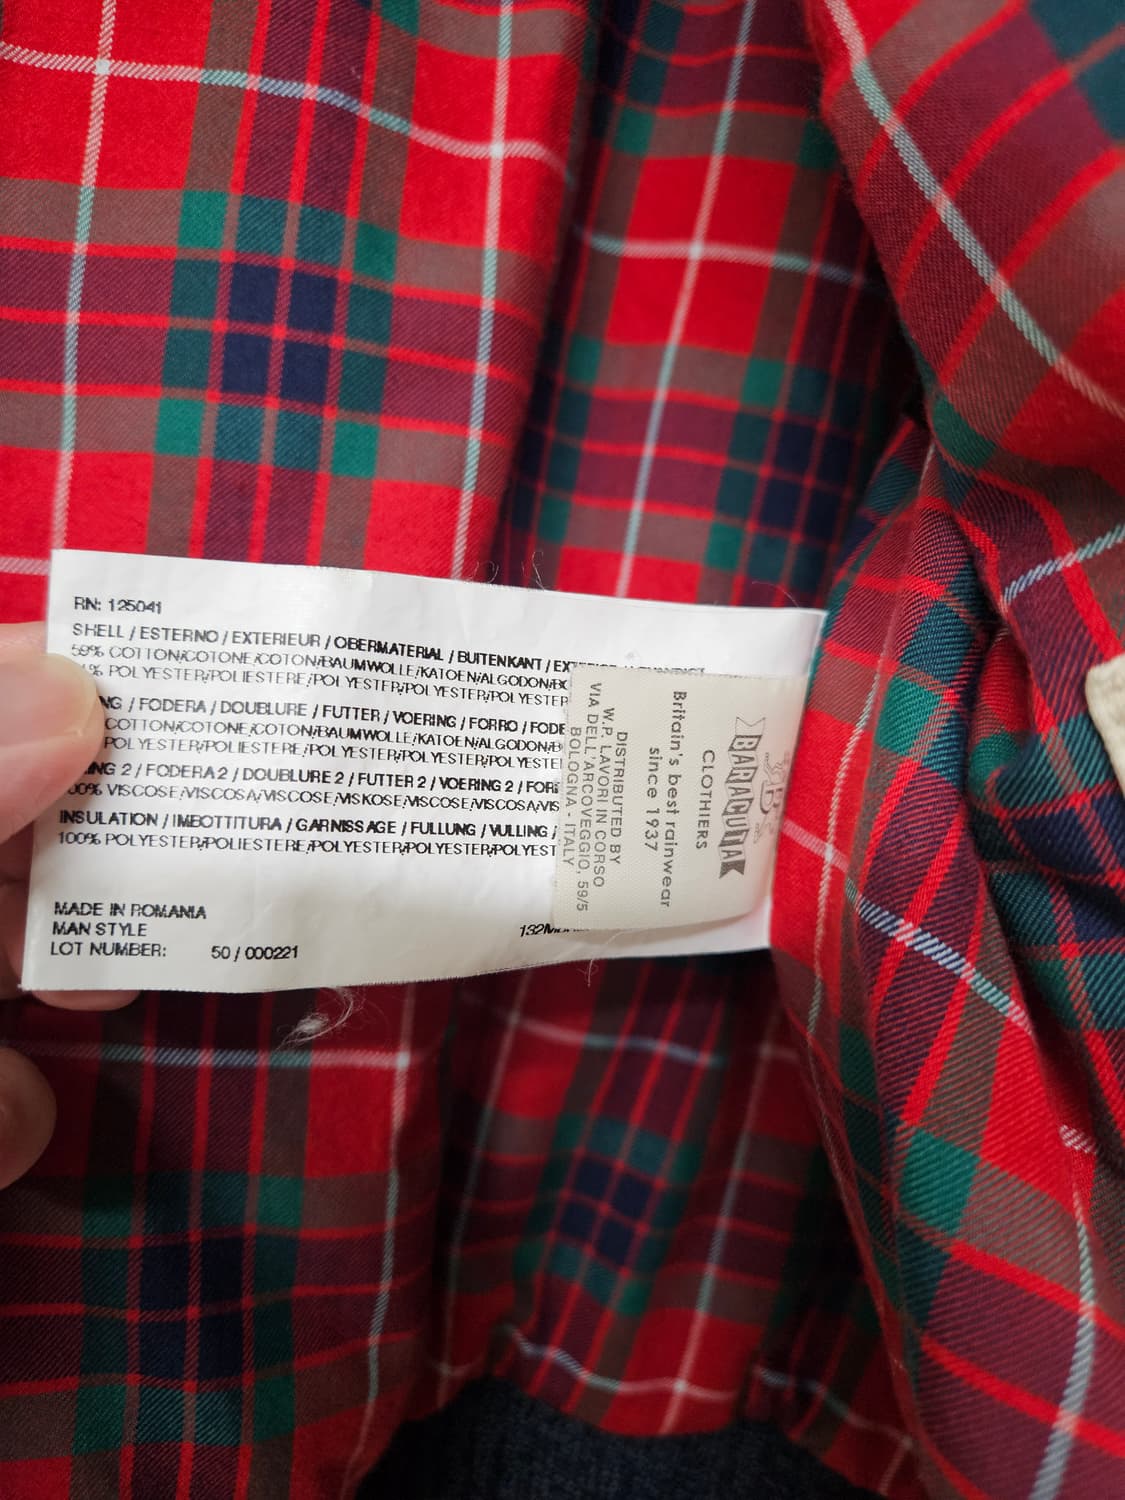 RN: 125041
SHELL / ESTERNO / EXTERIEUR / OBERMATERIAL / BUITENKANT /
59% COTTON/COTONE/COTON/BAUMWOLLE/KATOEN/ALGODON/
% POLYESTER/POLIESTERE/POLYESTER/POLYESTER/POLYESTER
/ FODERA / DOUBLURE / FUTTER / VOERING / FORRO /
COTTON/COTONE/COTON/BAUMWOLLE/KATOEN/ALGODON/
POLYESTER/POLIESTERE/POLYESTER/POLYESTER/
2 / FODERA 2 / DOUBLURE 2 / FUTTER 2 / VOERING 2 /
VISCOSE/VISCOSA/VISCOSE/VISKOSE/VISCOSE/VISCOSA/
INSULATION / IMBOTTITURA / GARNISSAGE / FULLUNG / VULLING /
100% POLYESTER/POLIESTERE/POLYESTER/POLYESTER/
MADE IN ROMANIA
MAN STYLE
LOT NUMBER: 50 / 000221
BARACUTA
CLOTHIERS
Britain's best rainwear
since 1937
DISTRIBUTED BY
W.P. LAVORI IN CORSO
VIA DELL'ARCOVEGGIO, 59/5
BOLOGNA - ITALY